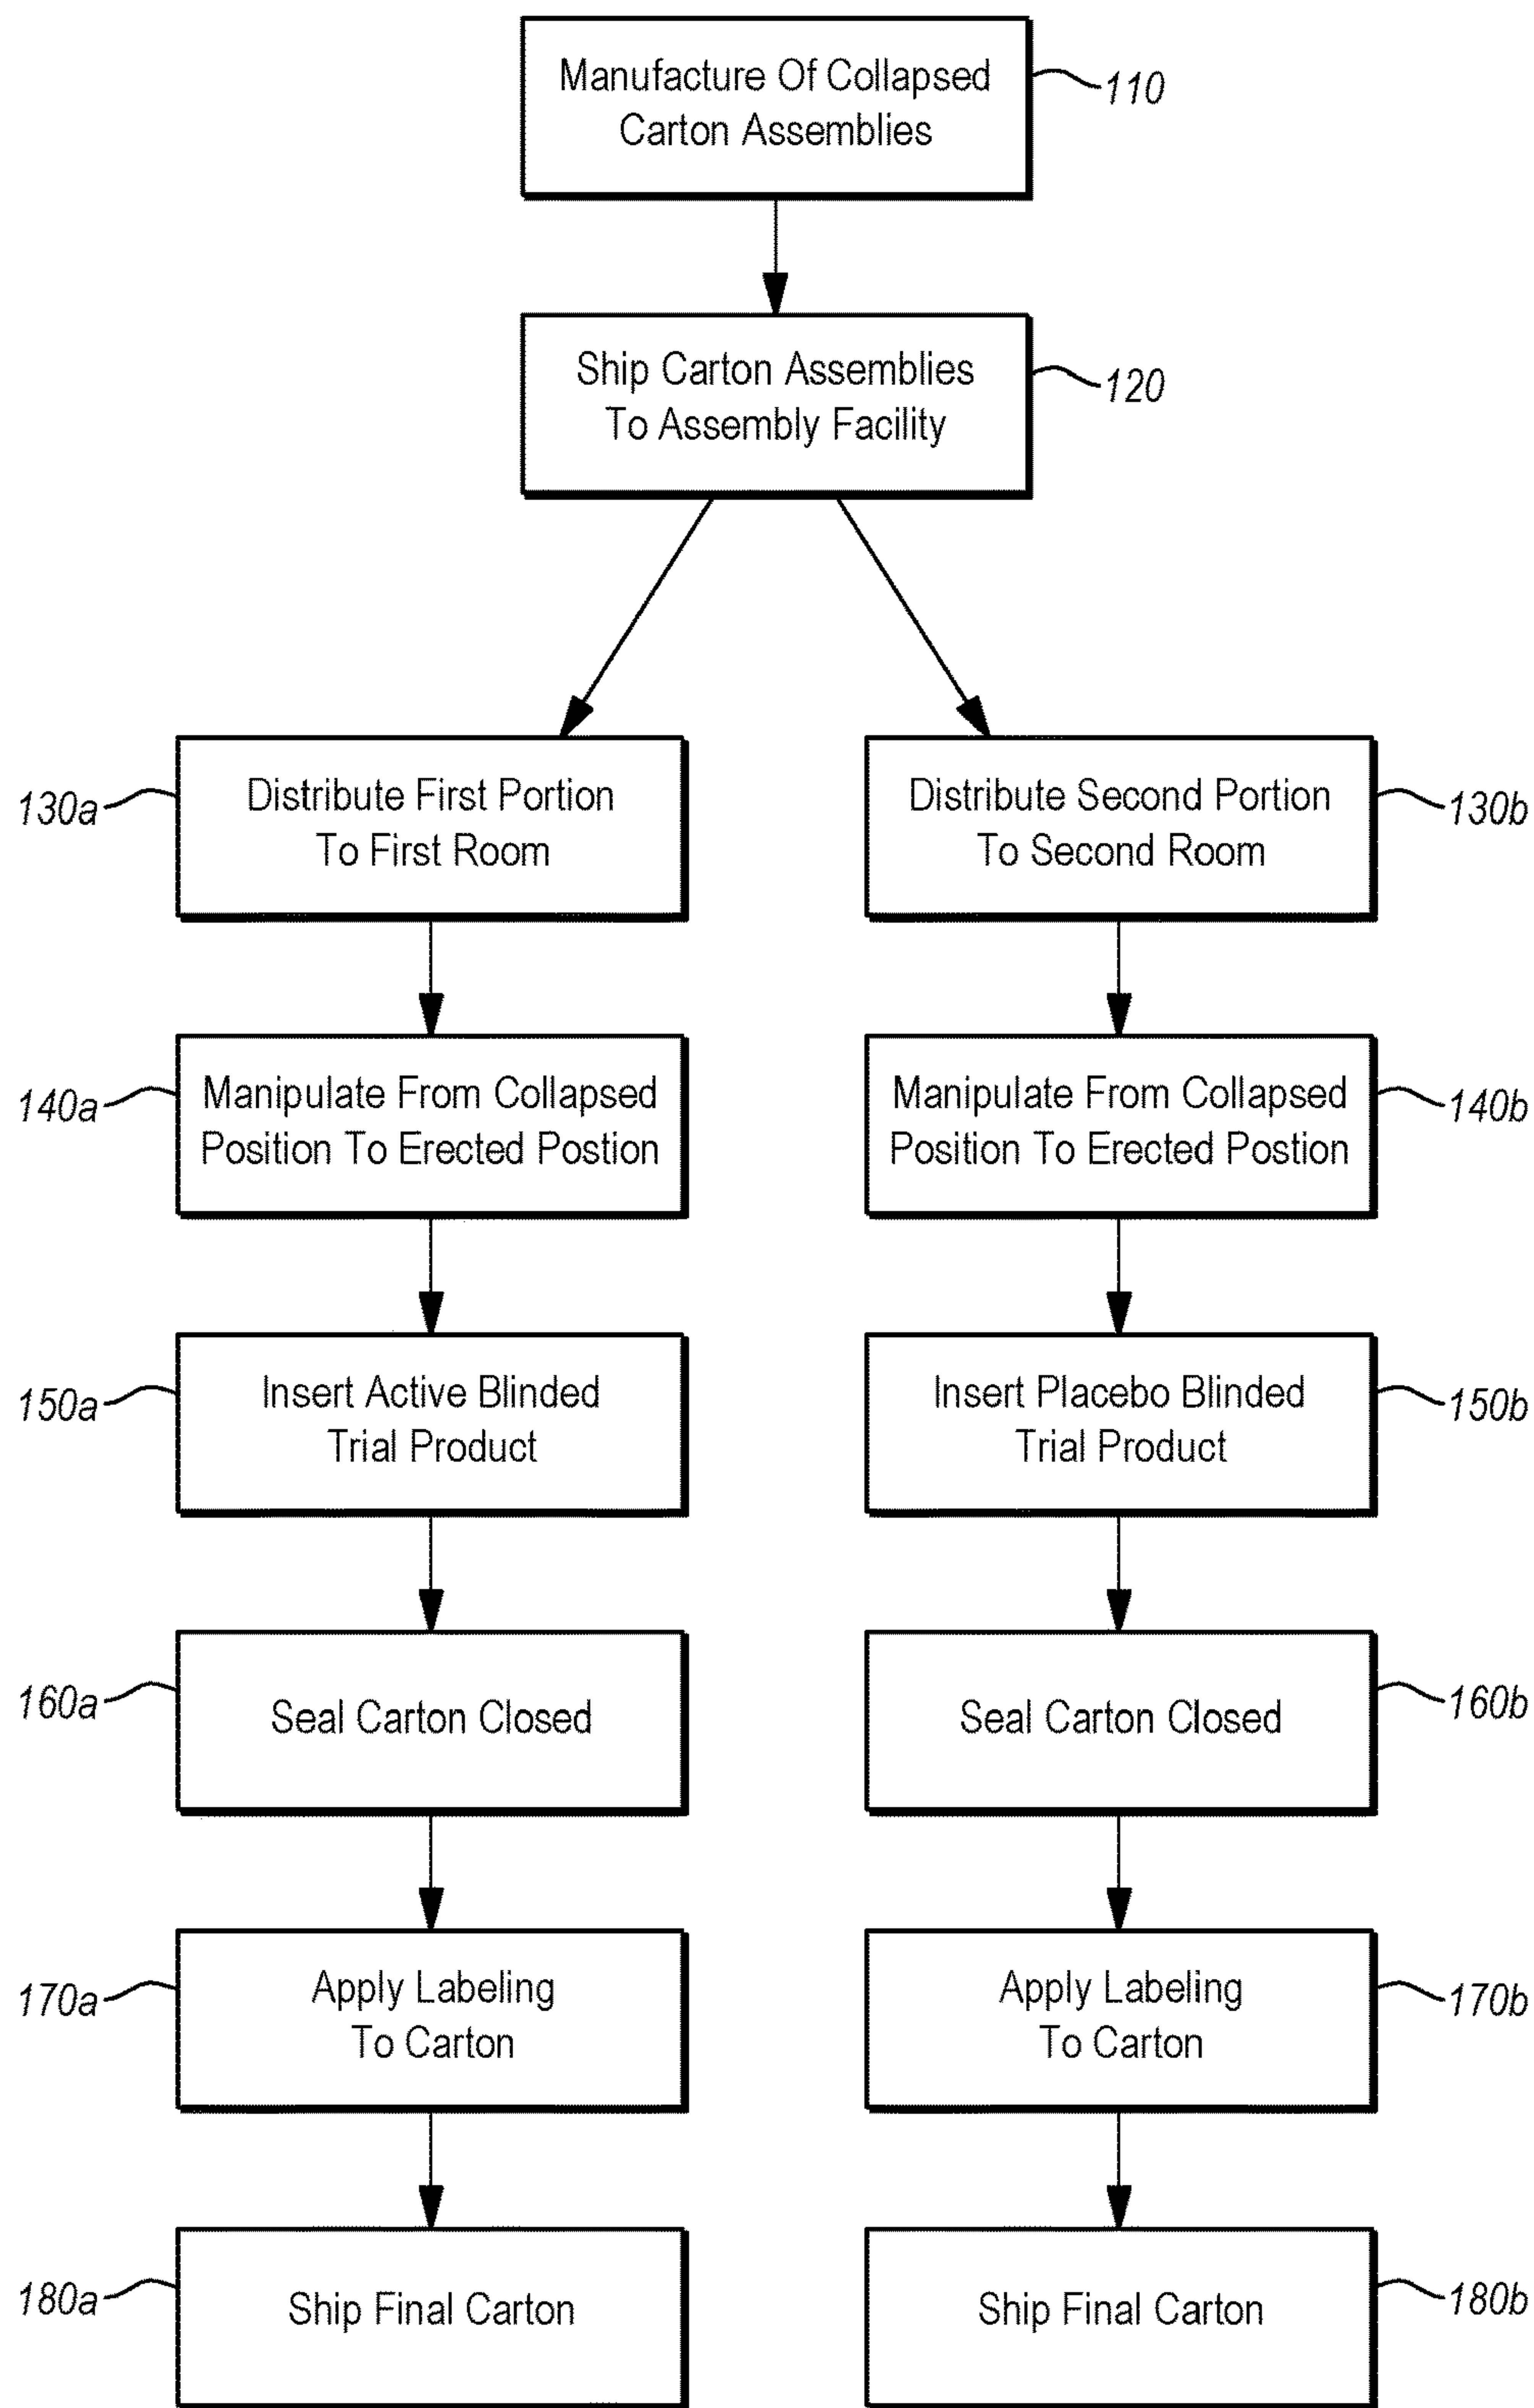 Manufacture Of Collapsed
Carton Assemblies
110
Ship Carton Assemblies
To Assembly Facility
120
130a
Distribute First Portion
To First Room
Distribute Second Portion
To Second Room
130b
140a
Manipulate From Collapsed
Position To Erected Postion
Manipulate From Collapsed
Position To Erected Postion
140b
150a
Insert Active Blinded
Trial Product
Insert Placebo Blinded
Trial Product
150b
160a
Seal Carton Closed
Seal Carton Closed
160b
170a
Apply Labeling
To Carton
Apply Labeling
To Carton
170b
180a
Ship Final Carton
Ship Final Carton
180b